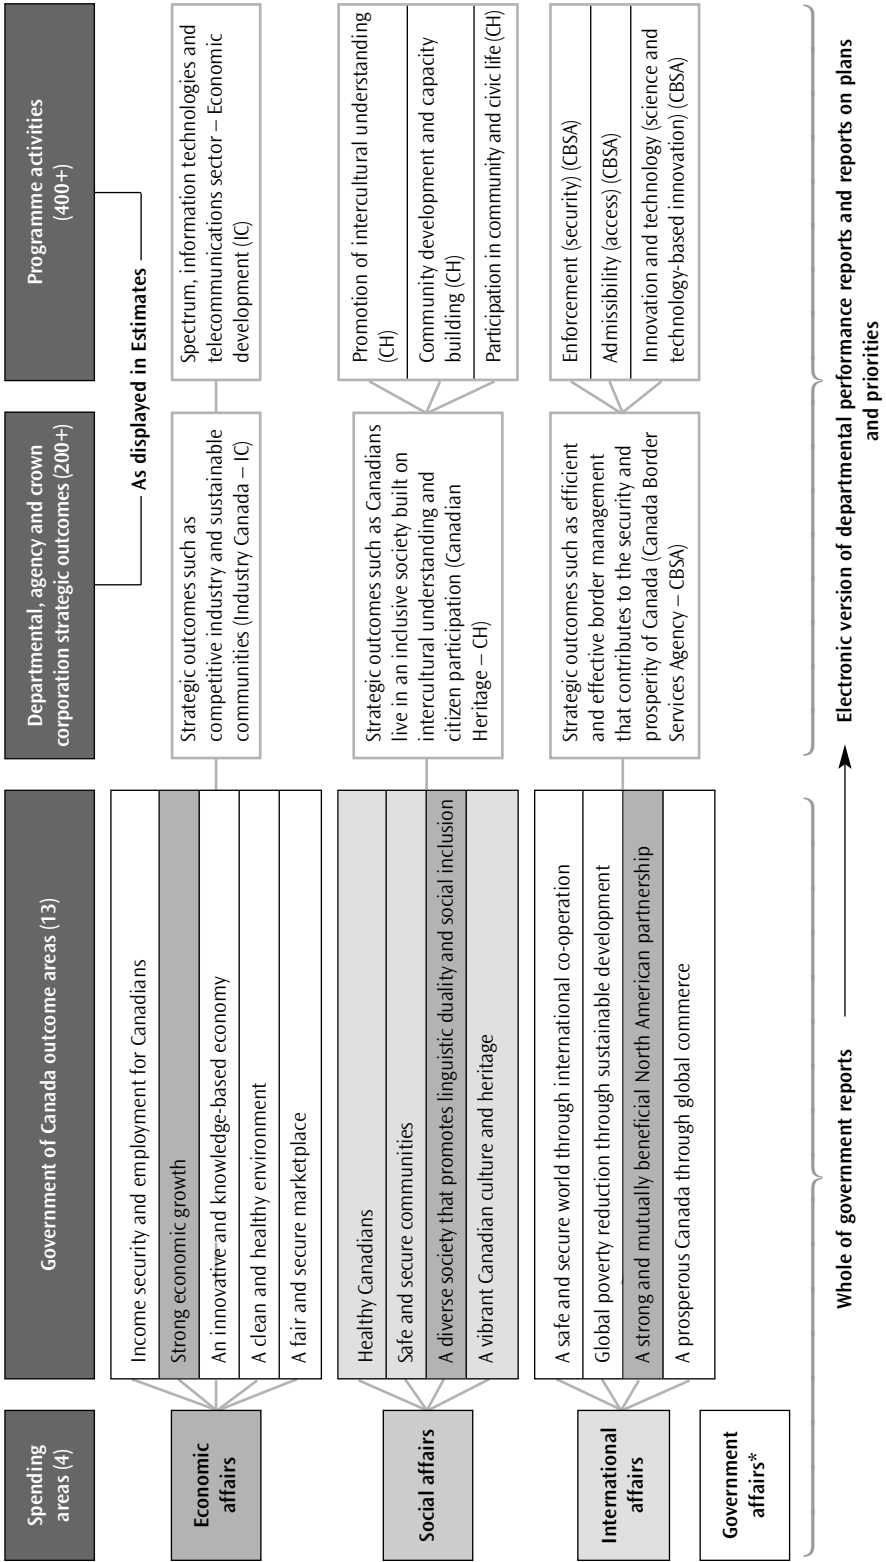 Spending
areas (4)
Government of Canada outcome areas (13)
Departmental, agency and crown
corporation strategic outcomes (200+)
Programme activities
(400+)
As displayed in Estimates
Economic
affairs
Income security and employment for Canadians
Strong economic growth
An innovative and knowledge-based economy
A clean and healthy environment
A fair and secure marketplace
Strategic outcomes such as
competitive industry and sustainable
communities (Industry Canada – IC)
Spectrum, information technologies and
telecommunications sector – Economic
development (IC)
Social affairs
Healthy Canadians
Safe and secure communities
A diverse society that promotes linguistic duality and social inclusion
A vibrant Canadian culture and heritage
Strategic outcomes such as Canadians
live in an inclusive society built on
intercultural understanding and
citizen participation (Canadian
Heritage – CH)
Promotion of intercultural understanding
(CH)
Community development and capacity
building (CH)
Participation in community and civic life (CH)
International
affairs
A safe and secure world through international co-operation
Global poverty reduction through sustainable development
A strong and mutually beneficial North American partnership
A prosperous Canada through global commerce
Strategic outcomes such as efficient
and effective border management
that contributes to the security and
prosperity of Canada (Canada Border
Services Agency – CBSA)
Enforcement (security) (CBSA)
Admissibility (access) (CBSA)
Innovation and technology (science and
technology-based innovation) (CBSA)
Government
affairs*
Whole of government reports
Electronic version of departmental performance reports and reports on plans
and priorities